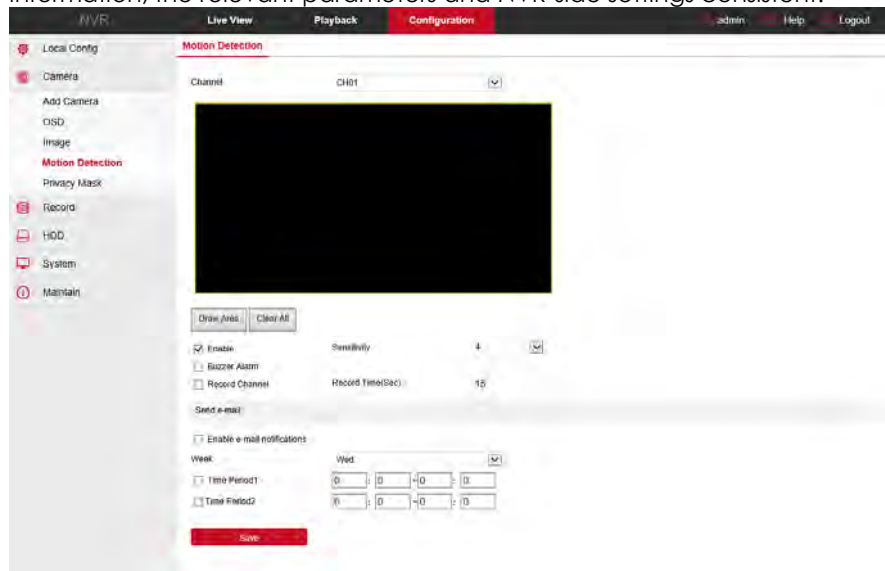 information, the relevant parameters and NVR side settings consistent.
NVR Live View Playback Configuration admin Help Logout
Local Config
Motion Detection
Camera
Channel CH01
Add Camera
OSD
Image
Motion Detection
Privacy Mask
Record
HDD
System
Maintain
Draw Area Clear All
Enable Sensitivity 4
Buzzer Alarm
Record Channel Record Time(Sec) 15
Send e-mail
Enable e-mail notifications
Week Wed
Time Period1 0 : 0 -0 : 0
Time Period2 0 : 0 -0 : 0
Save